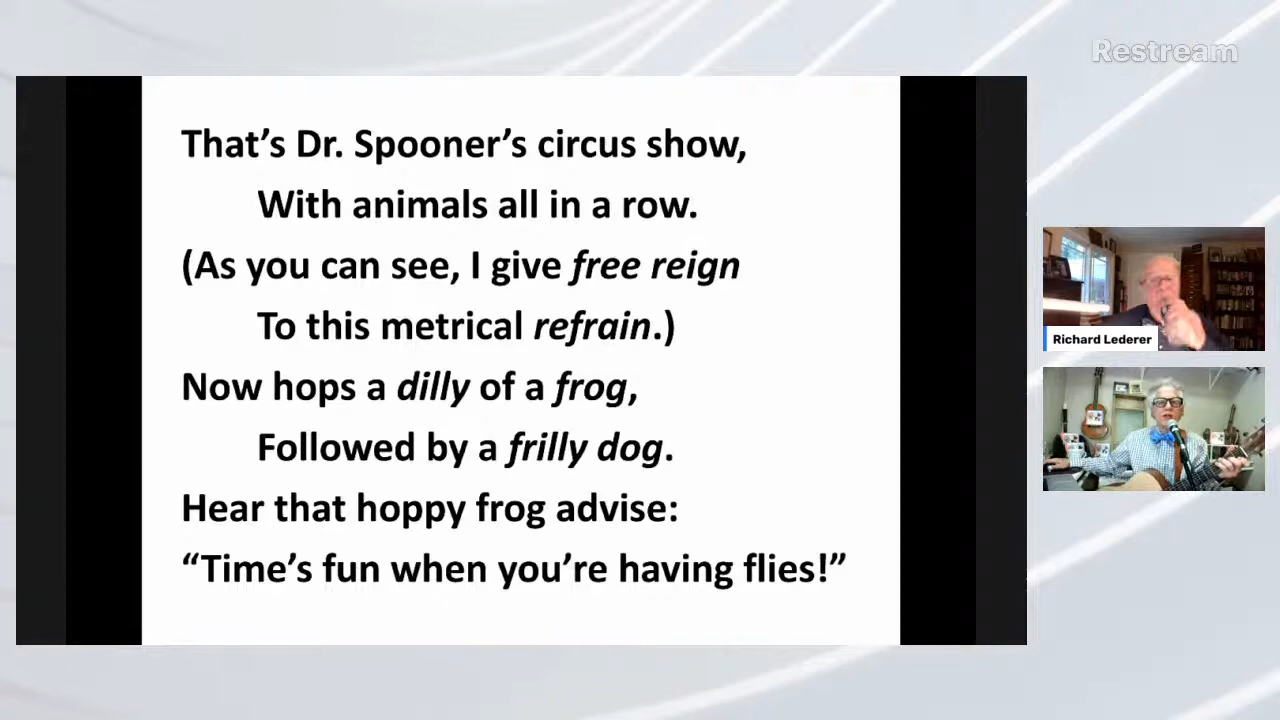 Restream
That’s Dr. Spooner’s circus show,
With animals all in a row.
(As you can see, I give free reign
To this metrical refrain.)
Now hops a dilly of a frog,
Followed by a frilly dog.
Hear that hoppy frog advise:
“Time’s fun when you’re having flies!”
Richard Lederer